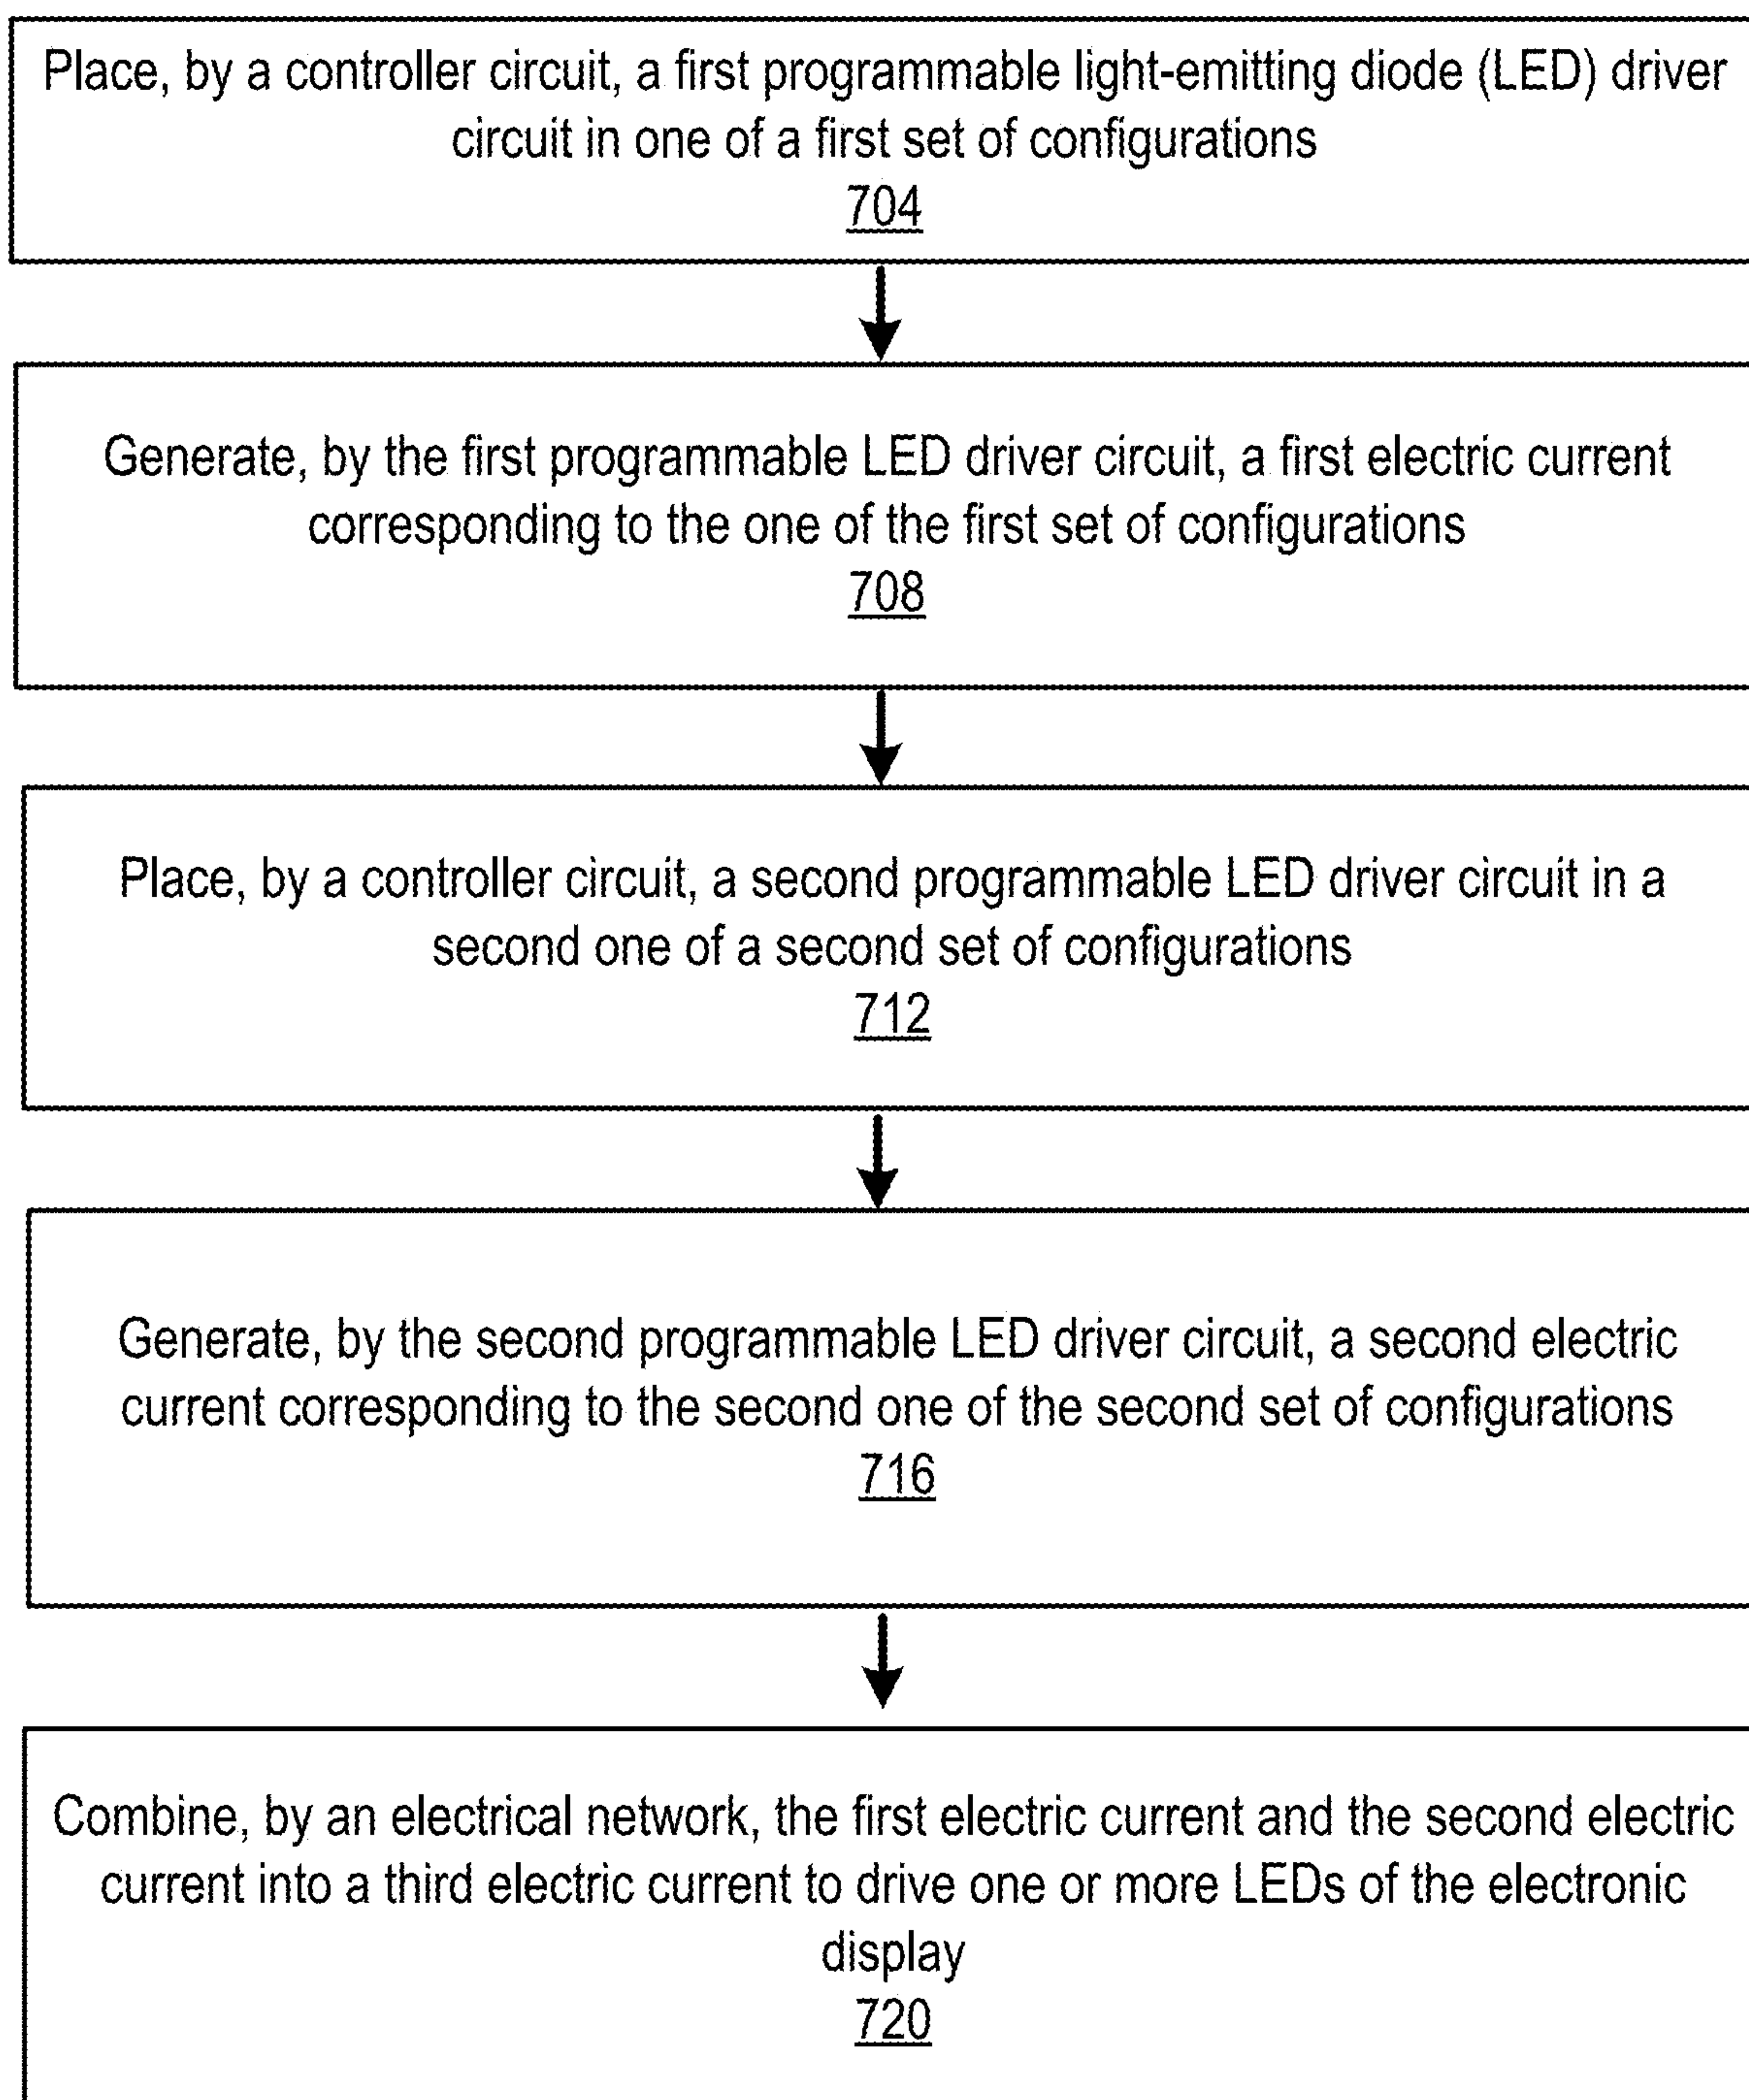 Place, by a controller circuit, a first programmable light-emitting diode (LED) driver
circuit in one of a first set of configurations
704
Generate, by the first programmable LED driver circuit, a first electric current
corresponding to the one of the first set of configurations
708
Place, by a controller circuit, a second programmable LED driver circuit in a
second one of a second set of configurations
712
Generate, by the second programmable LED driver circuit, a second electric
current corresponding to the second one of the second set of configurations
716
Combine, by an electrical network, the first electric current and the second electric
current into a third electric current to drive one or more LEDs of the electronic
display
720